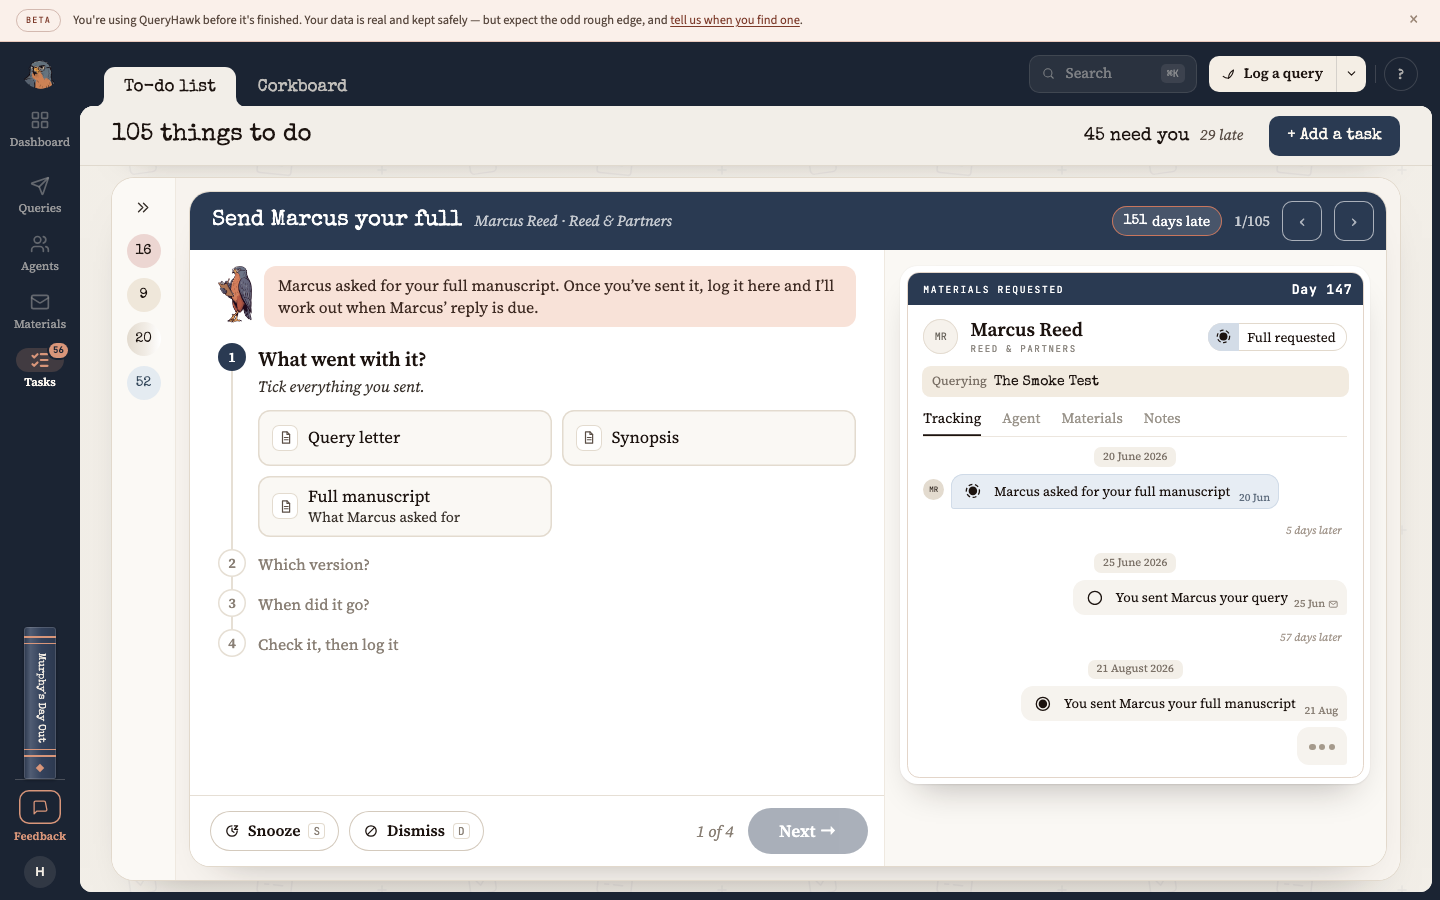 BETA
You're using QueryHawk before it's finished. Your data is real and kept safely — but expect the odd rough edge, and tell us when you find one.
×
To-do list
Corkboard
Search
⌘K
Log a query
?
Dashboard
Queries
Agents
Materials
56
Tasks
Murphy's Day Out
Feedback
H
105 things to do
45 need you
29 late
+ Add a task
»
16
9
20
52
Send Marcus your full
Marcus Reed · Reed & Partners
151 days late
1/105
‹
›
Marcus asked for your full manuscript. Once you've sent it, log it here and I'll
work out when Marcus' reply is due.
1
What went with it?
Tick everything you sent.
Query letter
Synopsis
Full manuscript
What Marcus asked for
2
Which version?
3
When did it go?
4
Check it, then log it
Snooze
S
Dismiss
D
1 of 4
Next →
MATERIALS REQUESTED
Day 147
MR
Marcus Reed
REED & PARTNERS
Full requested
Querying The Smoke Test
Tracking
Agent
Materials
Notes
20 June 2026
MR
Marcus asked for your full manuscript
20 Jun
5 days later
25 June 2026
You sent Marcus your query
25 Jun
57 days later
21 August 2026
You sent Marcus your full manuscript
21 Aug